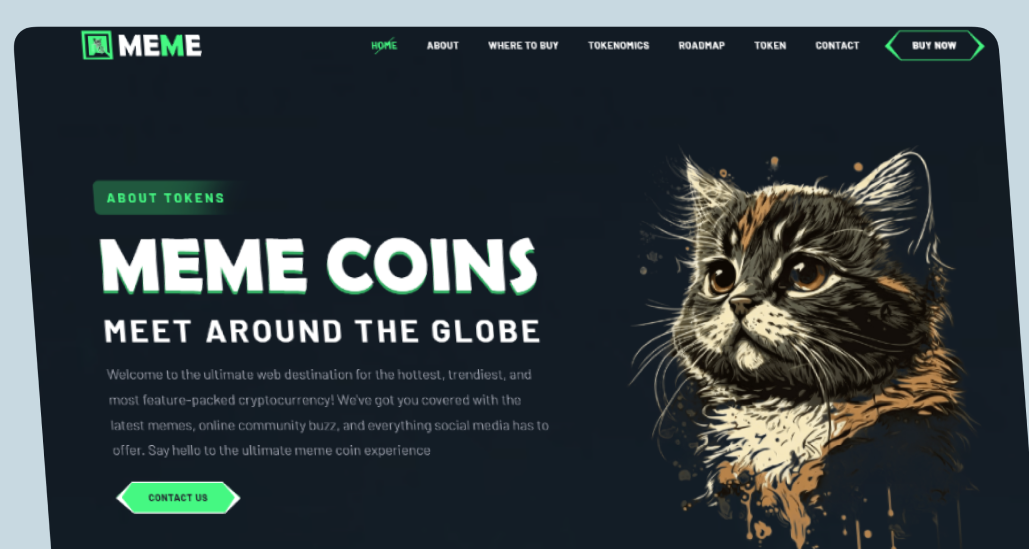 MEME
HOME ABOUT WHERE TO BUY TOKENOMICS ROADMAP TOKEN CONTACT BUY NOW
ABOUT TOKENS
MEME COINS
MEET AROUND THE GLOBE
Welcome to the ultimate web destination for the hottest, trendiest, and
most feature-packed cryptocurrency! We've got you covered with the
latest memes, online community buzz, and everything social media has to
offer. Say hello to the ultimate meme coin experience
CONTACT US